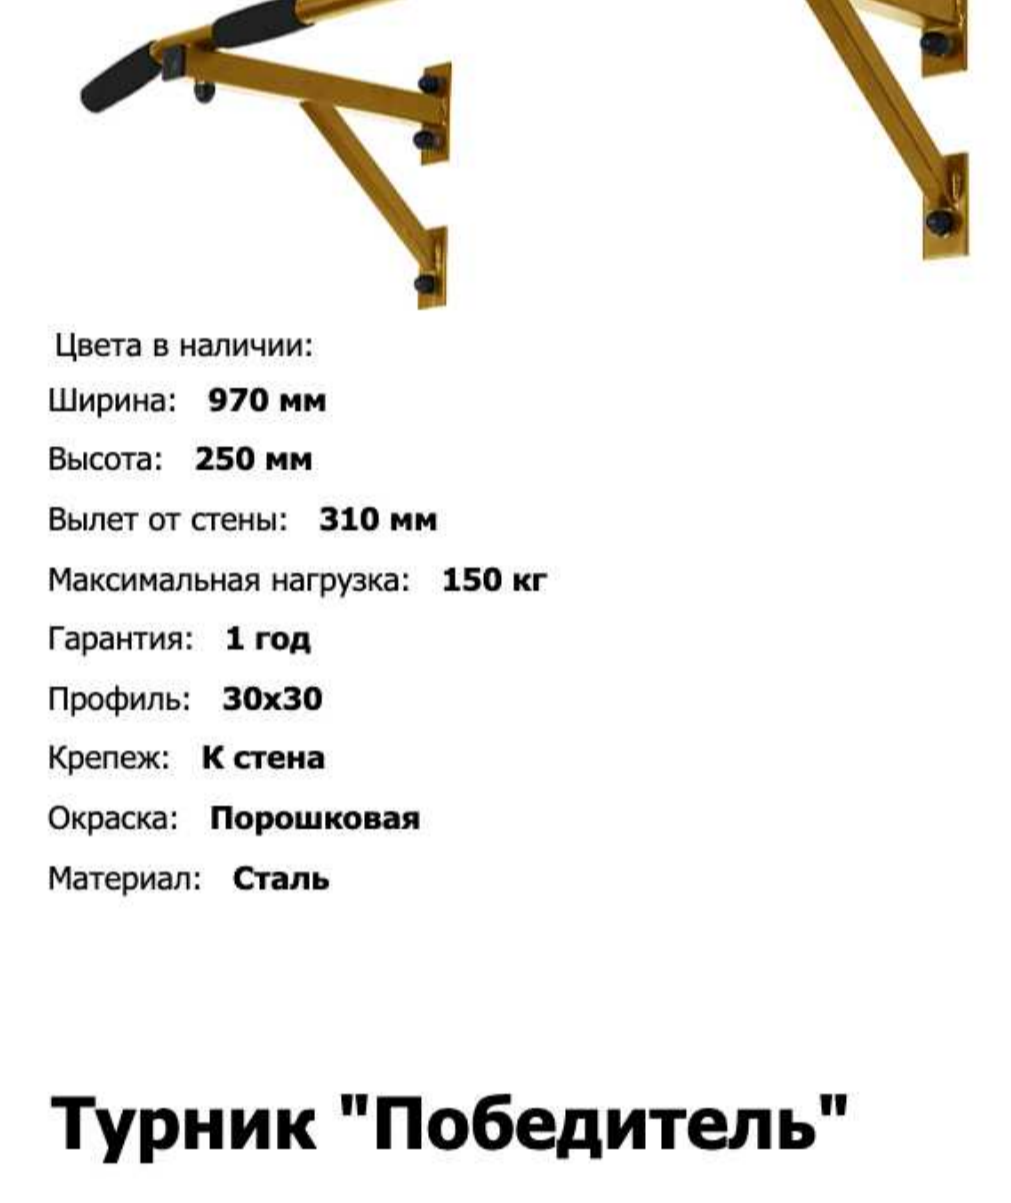 Цвета в наличии:
Ширина: 970 мм
Высота: 250 мм
Вылет от стены: 310 мм
Максимальная нагрузка: 150 кг
Гарантия: 1 год
Профиль: 30х30
Крепеж: К стена
Окраска: Порошковая
Материал: Сталь
Турник "Победитель"